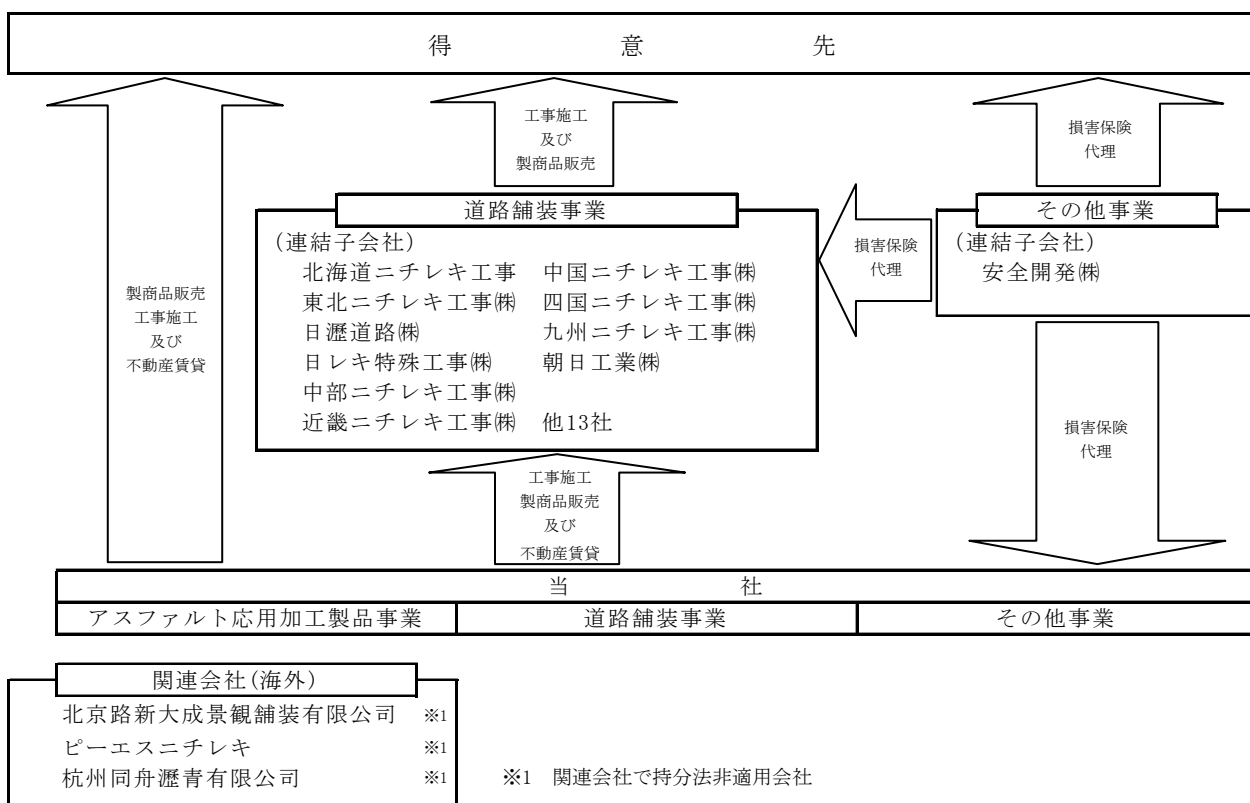 得意先
工事施工
及び
製商品販売
損害保険
代理
道路舗装事業
その他事業
(連結子会社)
北海道ニチレキ工事 中国ニチレキ工事㈱
東北ニチレキ工事㈱ 四国ニチレキ工事㈱
日瀝道路㈱ 九州ニチレキ工事㈱
日レキ特殊工事㈱ 朝日工業㈱
中部ニチレキ工事㈱
近畿ニチレキ工事㈱ 他13社
損害保険
代理
(連結子会社)
安全開発㈱
製商品販売
工事施工
及び
不動産賃貸
損害保険
代理
工事施工
製商品販売
及び
不動産賃貸
当社
アスファルト応用加工製品事業 道路舗装事業 その他事業
関連会社(海外)
北京路新大成景観舗装有限公司 ※1
ピーエスニチレキ ※1
杭州同舟瀝青有限公司 ※1
※1 関連会社で持分法非適用会社